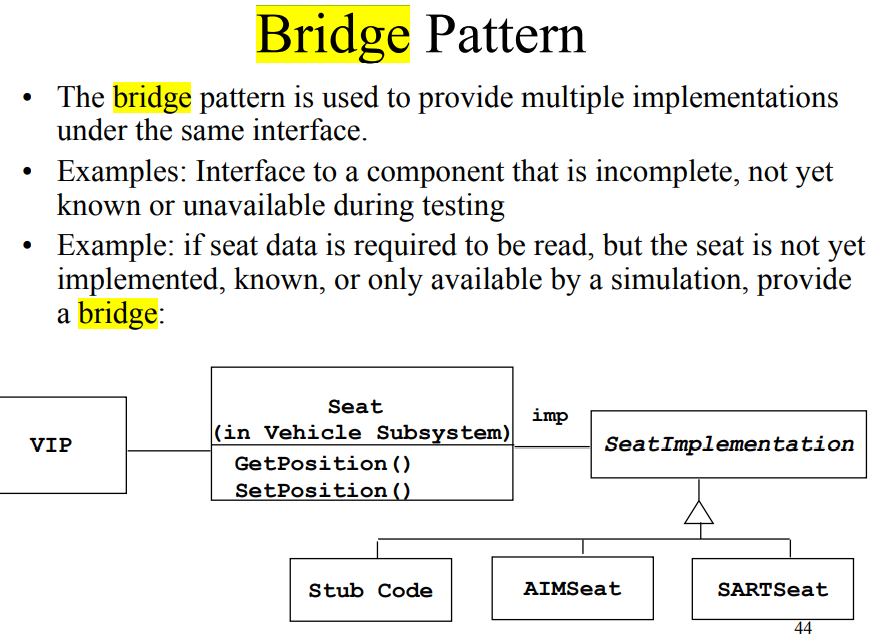 Bridge Pattern
• The bridge pattern is used to provide multiple implementations
under the same interface.
• Examples: Interface to a component that is incomplete, not yet
known or unavailable during testing
• Example: if seat data is required to be read, but the seat is not yet
implemented, known, or only available by a simulation, provide
a bridge:
VIP
Seat
(in Vehicle Subsystem)
GetPosition()
SetPosition()
imp
SeatImplementation
Stub Code
AIMSeat
SARTSeat
44